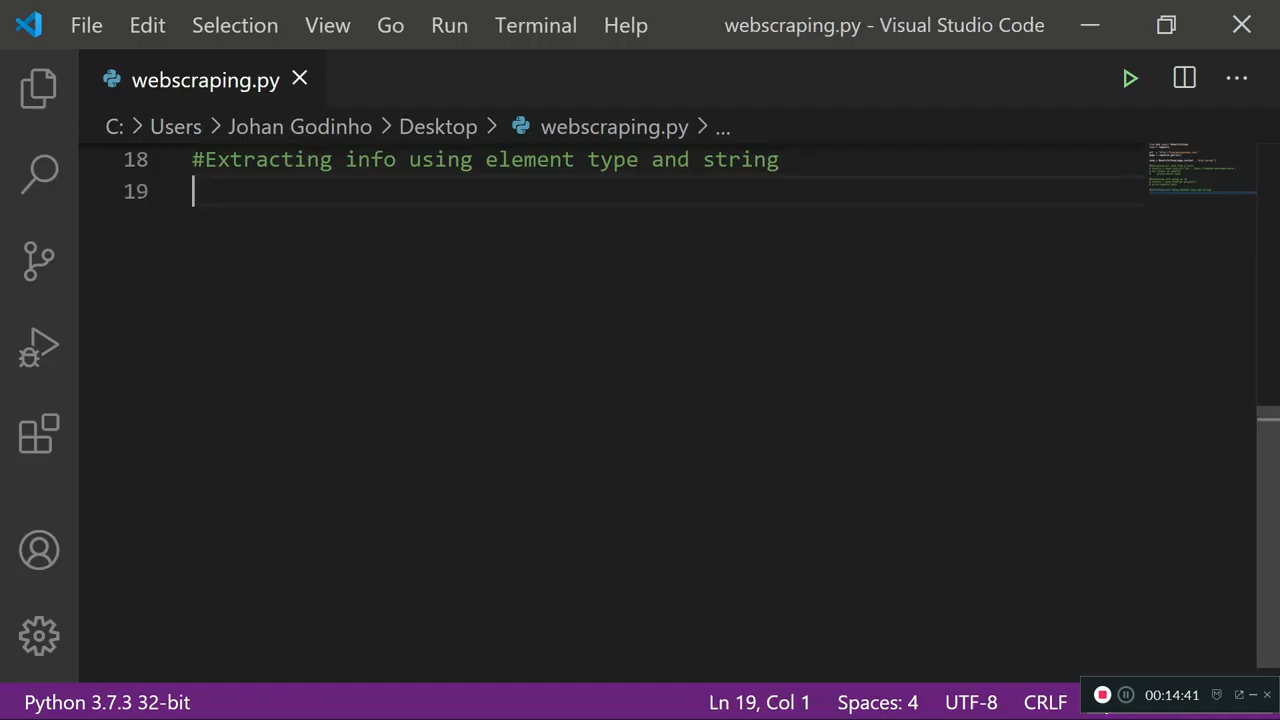 File Edit Selection View Go Run Terminal Help webscraping.py - Visual Studio Code
webscraping.py
C: > Users > Johan Godinho > Desktop > webscraping.py > ...
18 #Extracting info using element type and string
19
Python 3.7.3 32-bit Ln 19, Col 1 Spaces: 4 UTF-8 CRLF 00:14:41